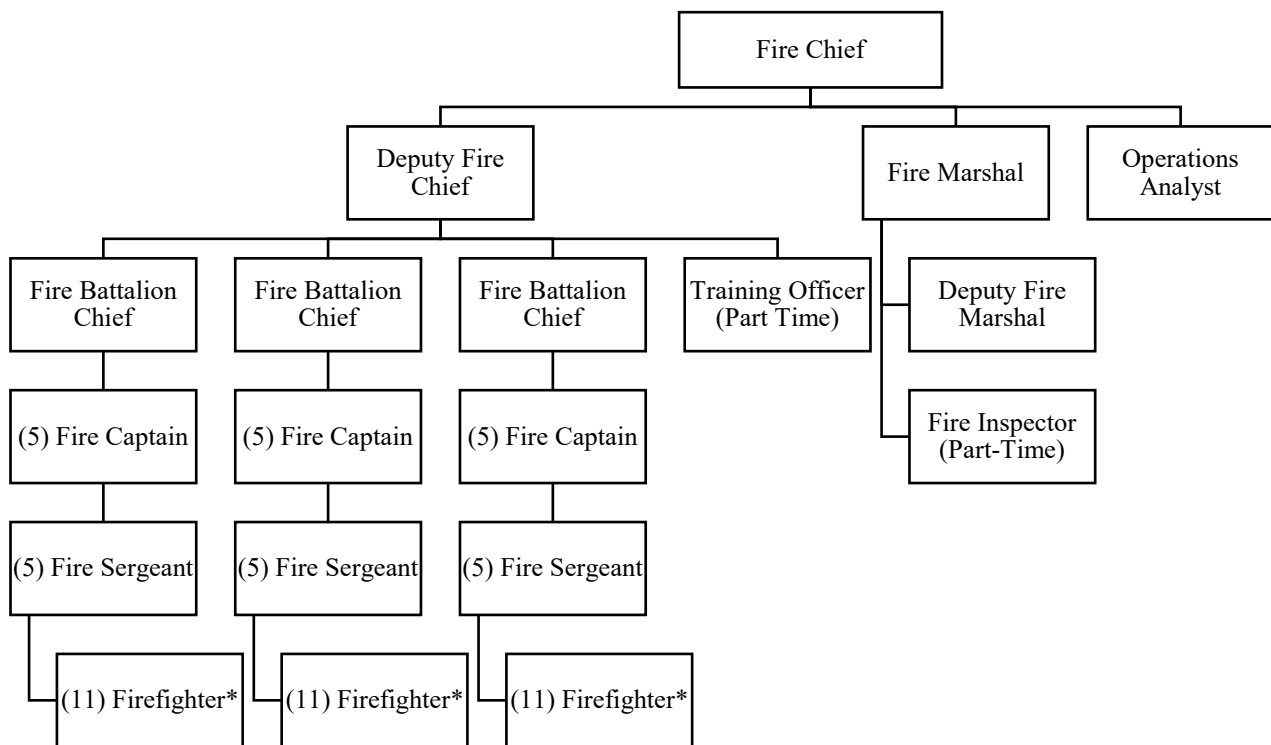 Fire Chief
Deputy Fire
Chief
Fire Marshal
Operations
Analyst
Fire Battalion
Chief
Fire Battalion
Chief
Fire Battalion
Chief
Training Officer
(Part Time)
Deputy Fire
Marshal
(5) Fire Captain
(5) Fire Captain
(5) Fire Captain
Fire Inspector
(Part-Time)
(5) Fire Sergeant
(5) Fire Sergeant
(5) Fire Sergeant
(11) Firefighter*
(11) Firefighter*
(11) Firefighter*